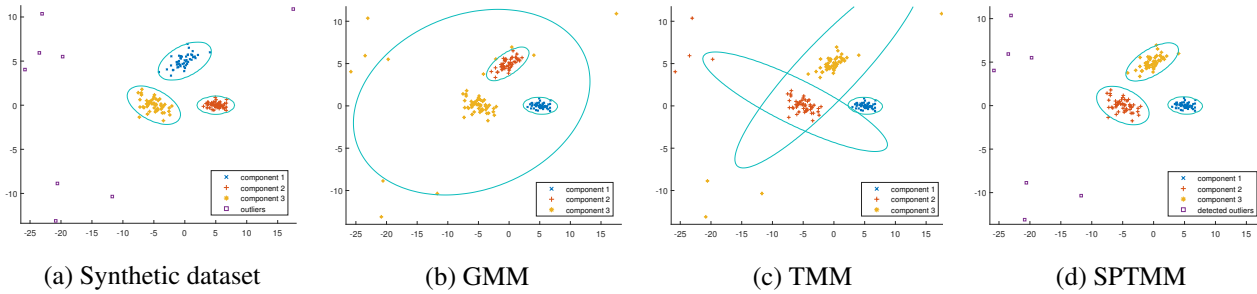 10
5
0
-5
-10
-25 -20 -15 -10 -5 0 5 10 15
component 1
component 2
component 3
outliers
(a) Synthetic dataset
10
5
0
-5
-10
-25 -20 -15 -10 -5 0 5 10 15
component 1
component 2
component 3
(b) GMM
10
5
0
-5
-10
-25 -20 -15 -10 -5 0 5 10 15
component 1
component 2
component 3
(c) TMM
10
5
0
-5
-10
-25 -20 -15 -10 -5 0 5 10 15
component 1
component 2
component 3
detected outliers
(d) SPTMM